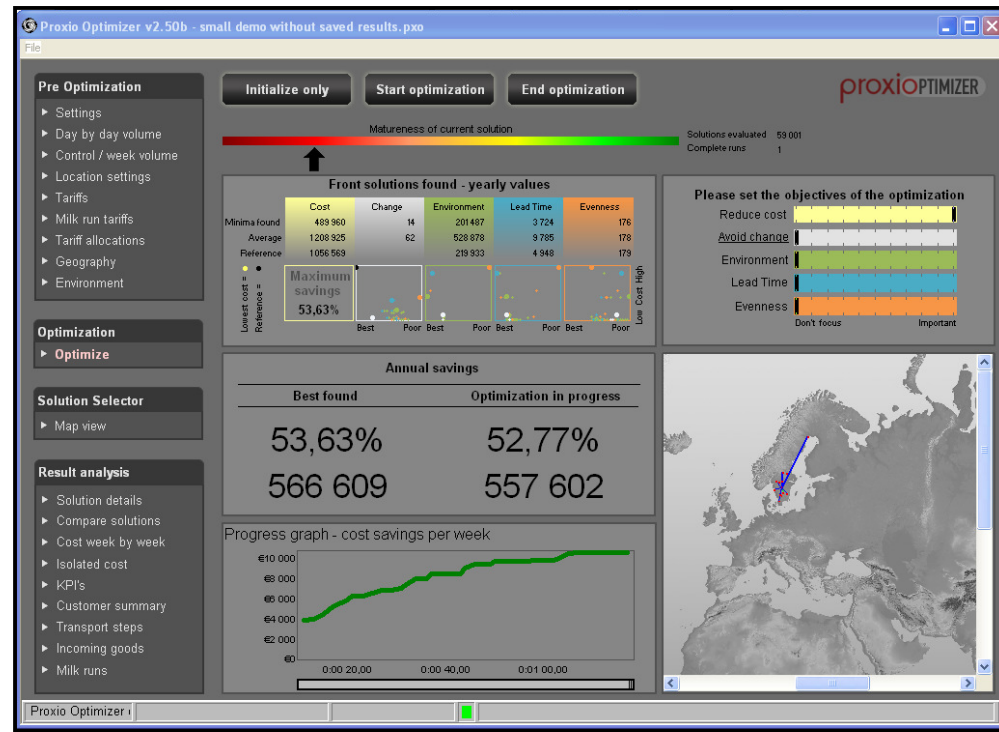 Proxio Optimizer v2.50b - small demo without saved results.pxo
File
Pre Optimization
Settings
Day by day volume
Control / week volume
Location settings
Tariffs
Milk run tariffs
Tariff allocations
Geography
Environment
Optimization
Optimize
Solution Selector
Map view
Result analysis
Solution details
Compare solutions
Cost week by week
Isolated cost
KPI's
Customer summary
Transport steps
Incoming goods
Milk runs
Initialize only Start optimization End optimization
proxioPTIMIZER
Matureness of current solution
Solutions evaluated 59 001
Complete runs 1
Front solutions found - yearly values
Cost Change Environment Lead Time Evenness
Minima found 489 960 14 201 487 3 724 176
Average 1 208 925 62 528 878 9 785 178
Reference 1 056 569 219 933 4 948 179
Lowest cost =
Reference =
Maximum
savings
53,63%
Best Poor Best Poor Best Poor Best Poor
Low Cost High
Please set the objectives of the optimization
Reduce cost
Avoid change
Environment
Lead Time
Evenness
Don't focus Important
Annual savings
Best found Optimization in progress
53,63% 52,77%
566 609 557 602
Progress graph - cost savings per week
€10 000
€8 000
€6 000
€4 000
€2 000
€0
0:00 20,00 0:00 40,00 0:01 00,00
Proxio Optimizer